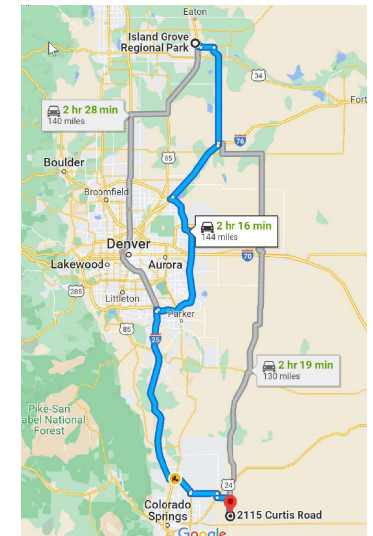 Eaton
Island Grove
Regional Park
34
2 hr 28 min
140 miles
Fort
76
85
Boulder
Broomfield
2 hr 16 min
144 miles
Denver
70
Lakewood
Aurora
285
Littleton
Parker
85
25
2 hr 19 min
130 miles
Pike-San
abel National
Forest
24
Colorado
Springs
2115 Curtis Road
Google